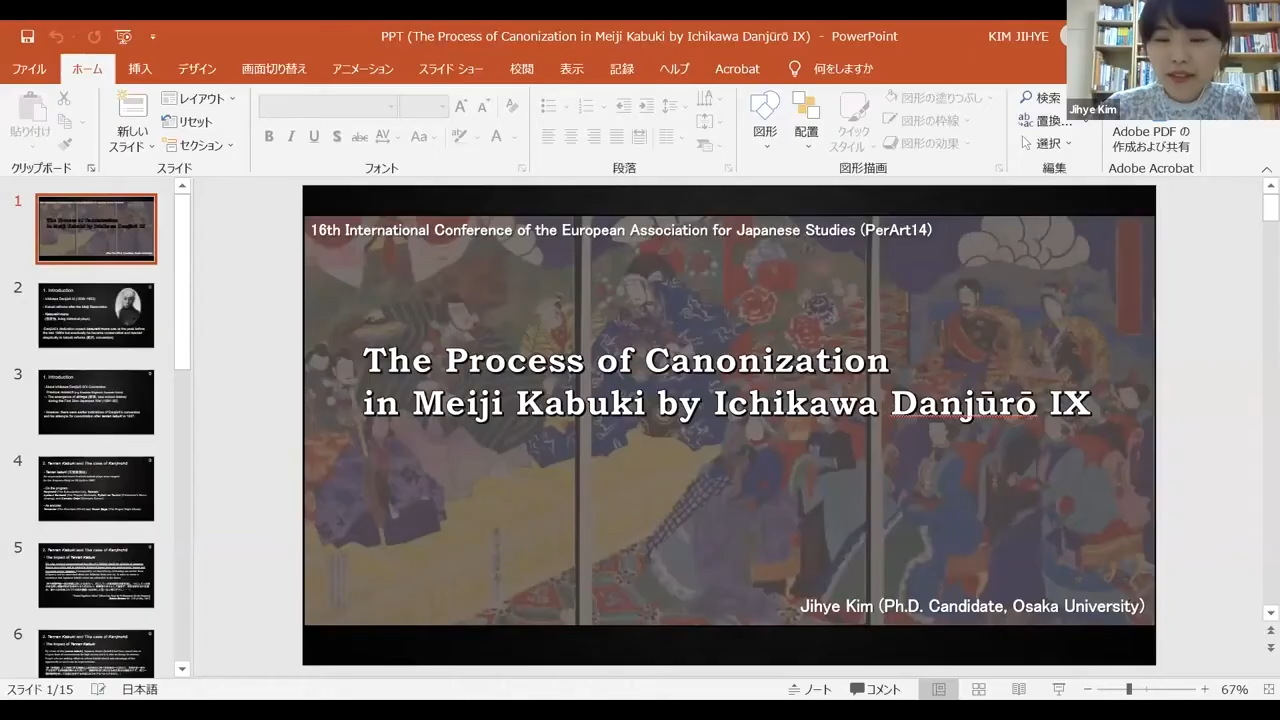 PPT (The Process of Canonization in Meiji Kabuki by Ichikawa Danjūrō IX) - PowerPoint
KIM JIHYE
ファイル
ホーム
挿入
デザイン
画面切り替え
アニメーション
スライド ショー
校閲
表示
記録
ヘルプ
Acrobat
何をしますか
Jihye Kim
貼り付け
新しい
スライド
レイアウト
リセット
セクション
B I U S abc AV
Aa
A
図形
配置
クイック
スタイル
図形の塗りつぶし
図形の枠線
図形の効果
検索
置換...
選択
Adobe PDF の
作成および共有
クリップボード
スライド
フォント
段落
図形描画
編集
Adobe Acrobat
1
2
1. Introduction
3
1. Introduction
4
5
6
16th International Conference of the European Association for Japanese Studies (PerArt14)
The Process of Canonization
in Meiji Kabuki by Ichikawa Danjūrō IX
Jihye Kim (Ph.D. Candidate, Osaka University)
スライド 1/15
日本語
ノート
コメント
67%